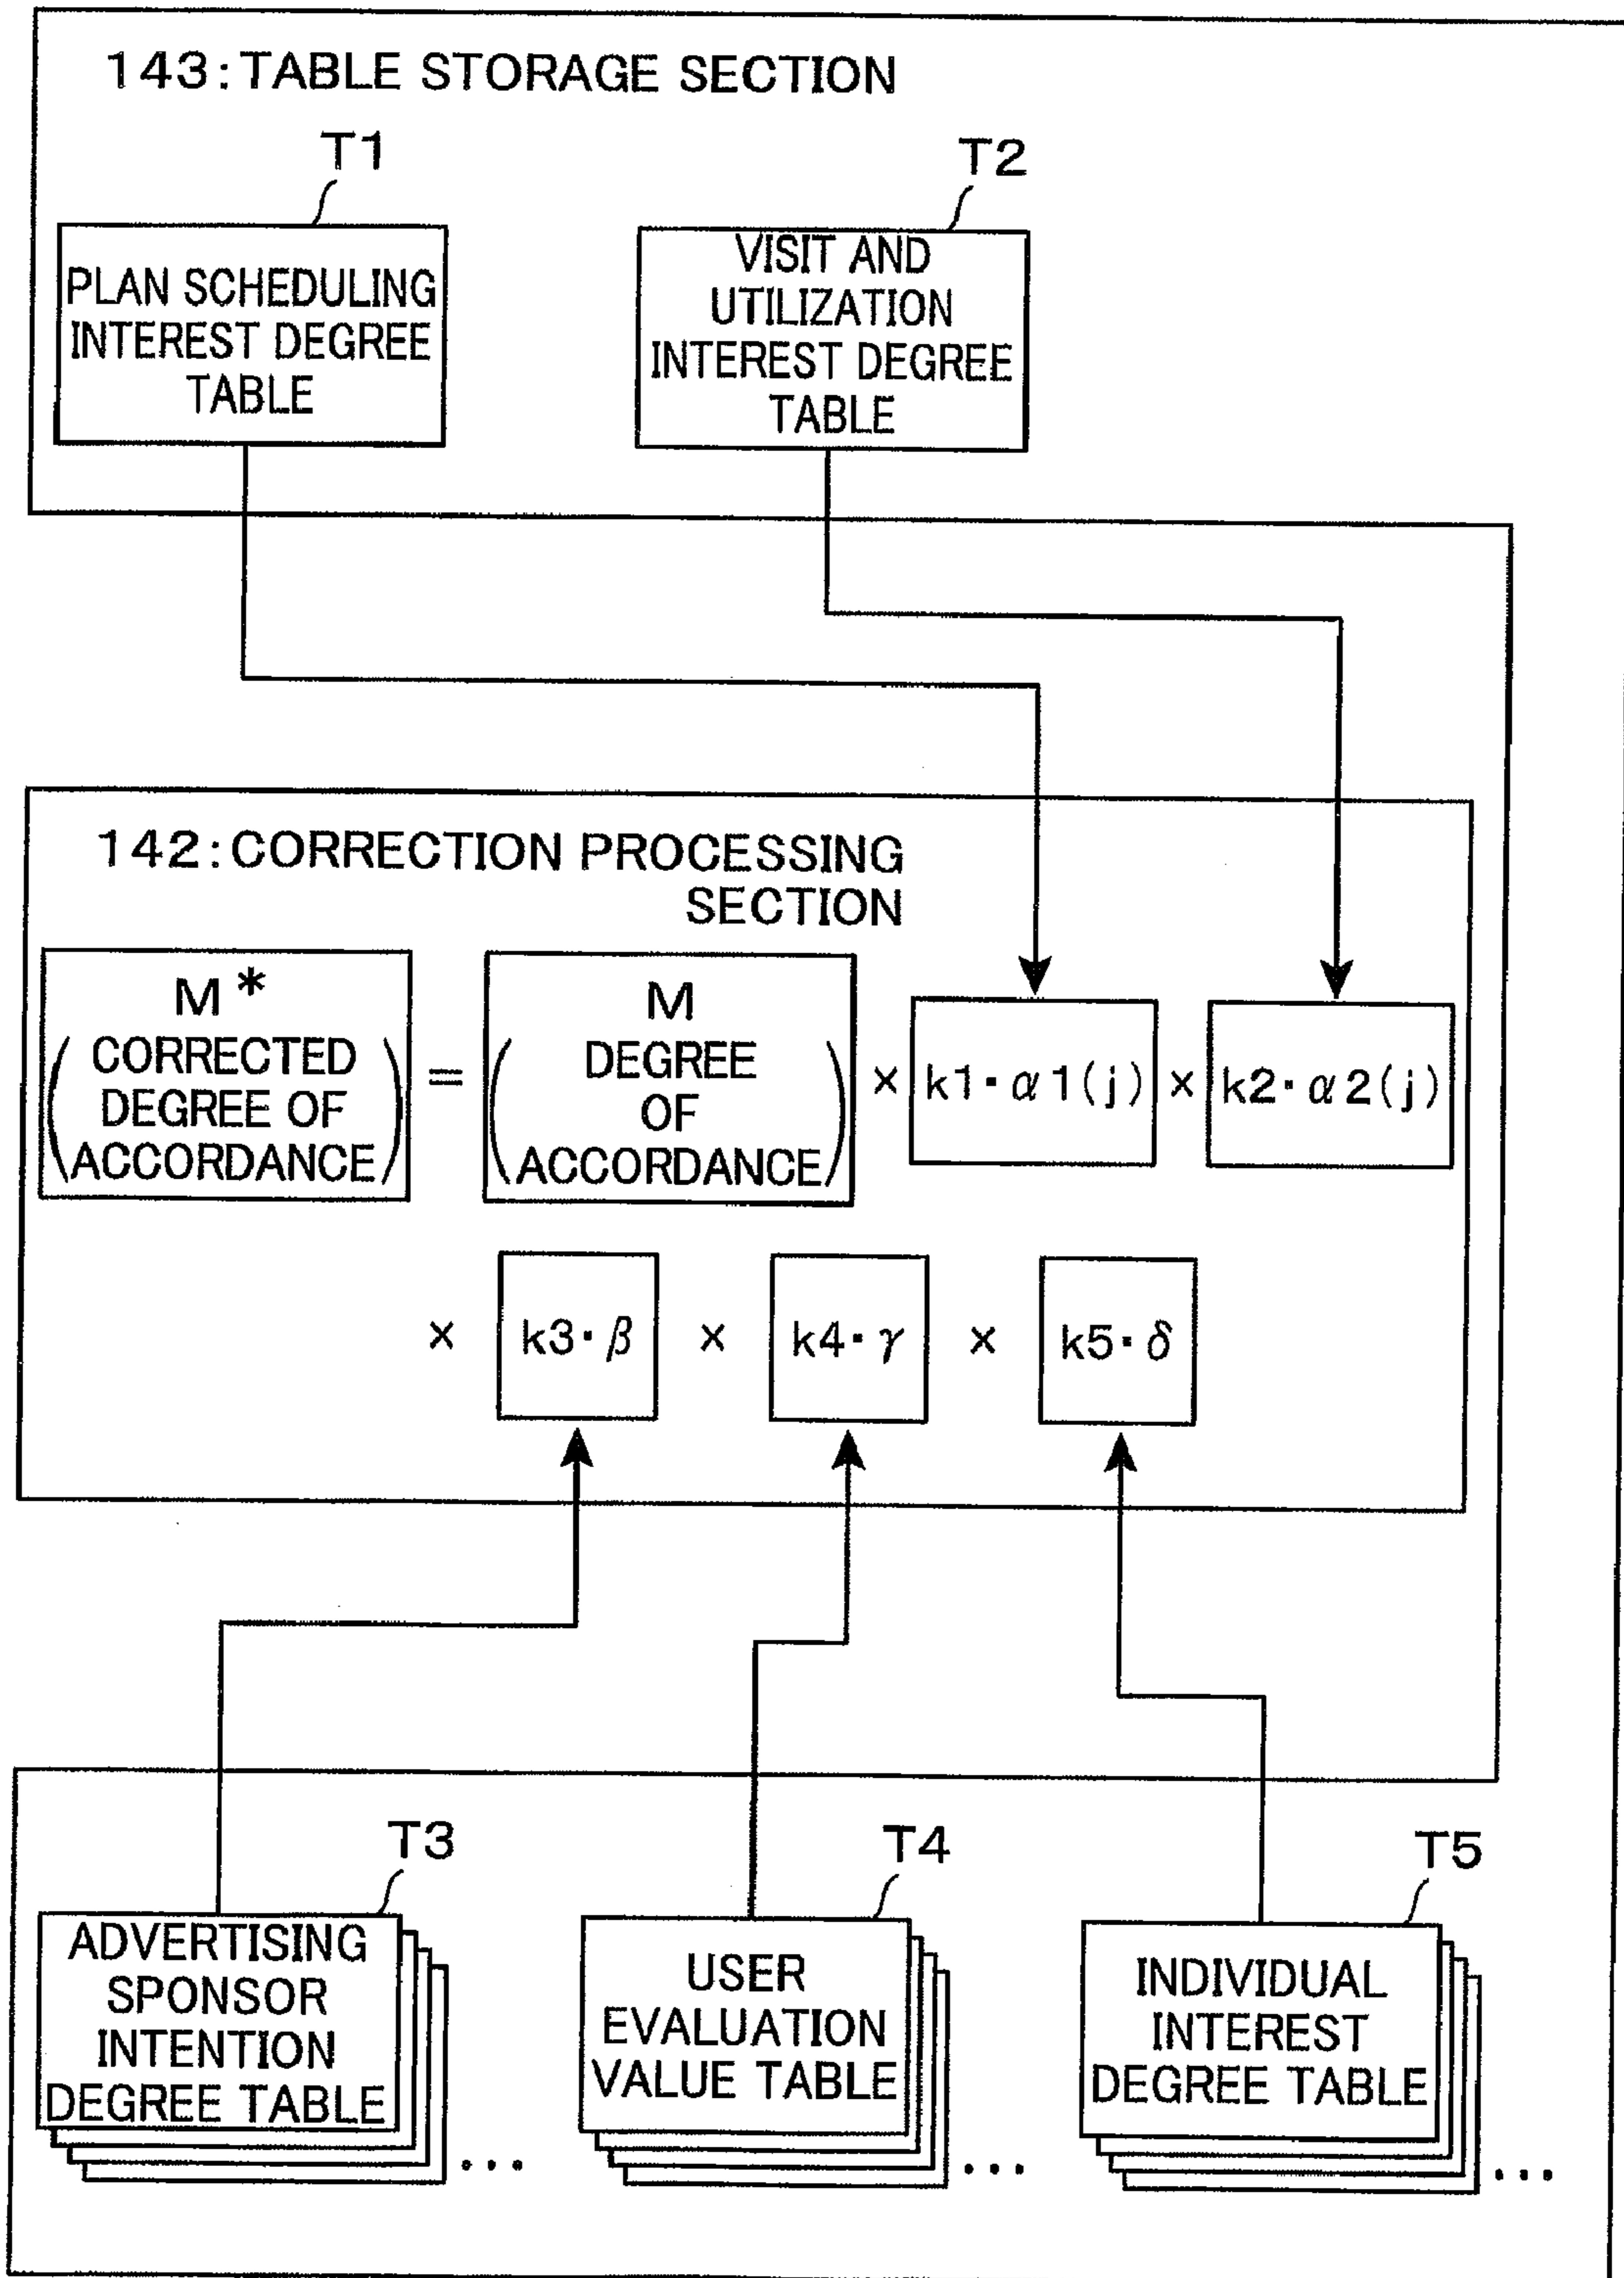 143:TABLE STORAGE SECTION
T1
T2
PLAN SCHEDULING
INTEREST DEGREE
TABLE
VISIT AND
UTILIZATION
INTEREST DEGREE
TABLE
142:CORRECTION PROCESSING
SECTION
M*
(CORRECTED
DEGREE OF
ACCORDANCE)
=
M
(DEGREE
OF
ACCORDANCE)
× k1·α1(j) × k2·α2(j)
× k3·β × k4·γ × k5·δ
T3
T4
T5
ADVERTISING
SPONSOR
INTENTION
DEGREE TABLE
...
USER
EVALUATION
VALUE TABLE
...
INDIVIDUAL
INTEREST
DEGREE TABLE
...